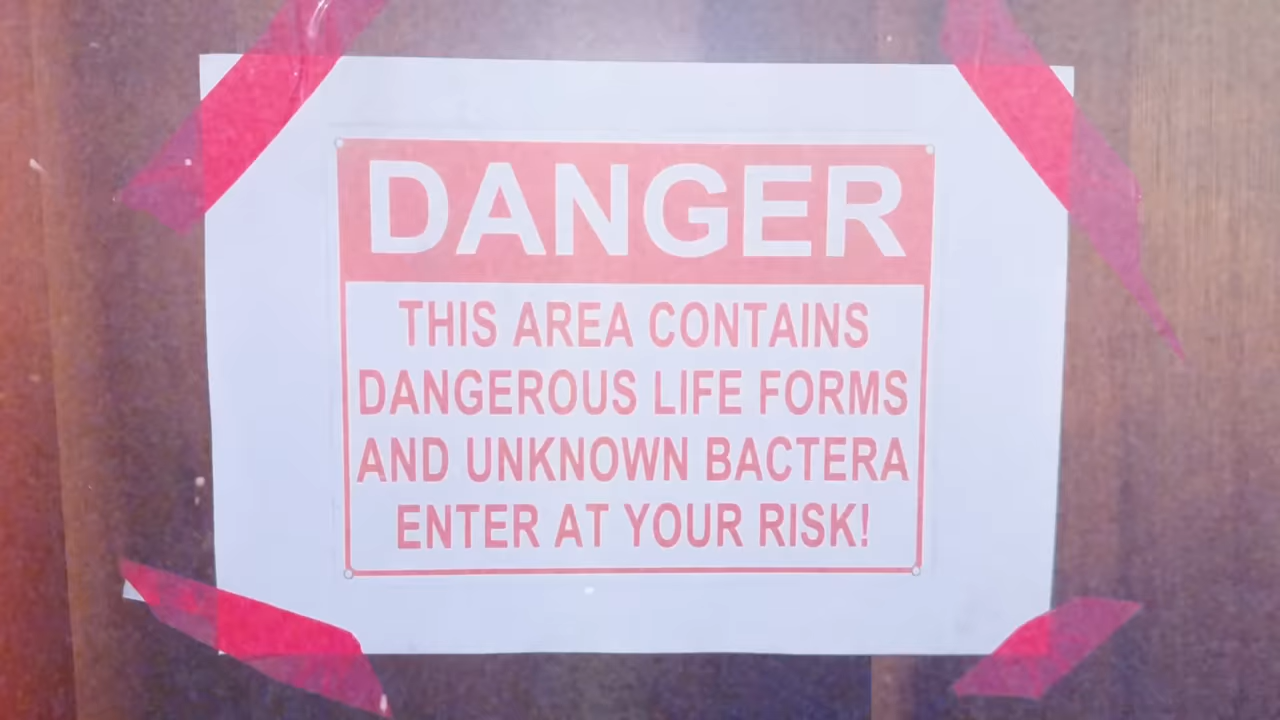 DANGER
THIS AREA CONTAINS
DANGEROUS LIFE FORMS
AND UNKNOWN BACTERA
ENTER AT YOUR RISK!